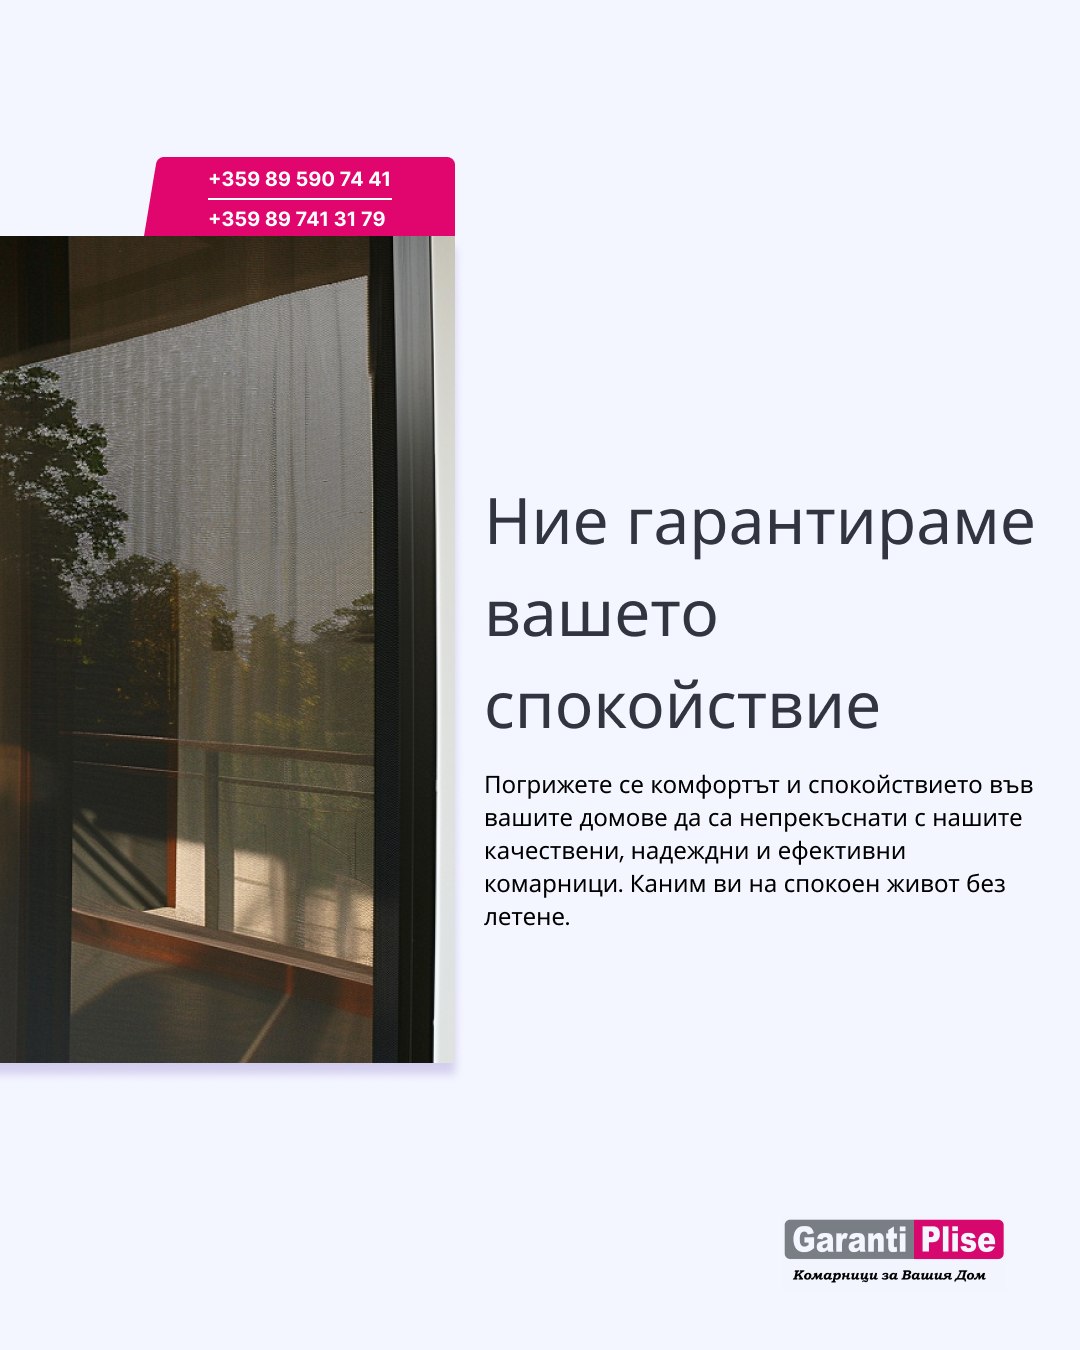 +359 89 590 74 41
+359 89 741 31 79
Ние гарантираме
вашето
спокойствие
Погрижете се комфортът и спокойствието във
вашите домове да са непрекъснати с нашите
качествени, надеждни и ефективни
комарници. Каним ви на спокоен живот без
летене.
Garanti Plise
Комарници за Вашия Дом